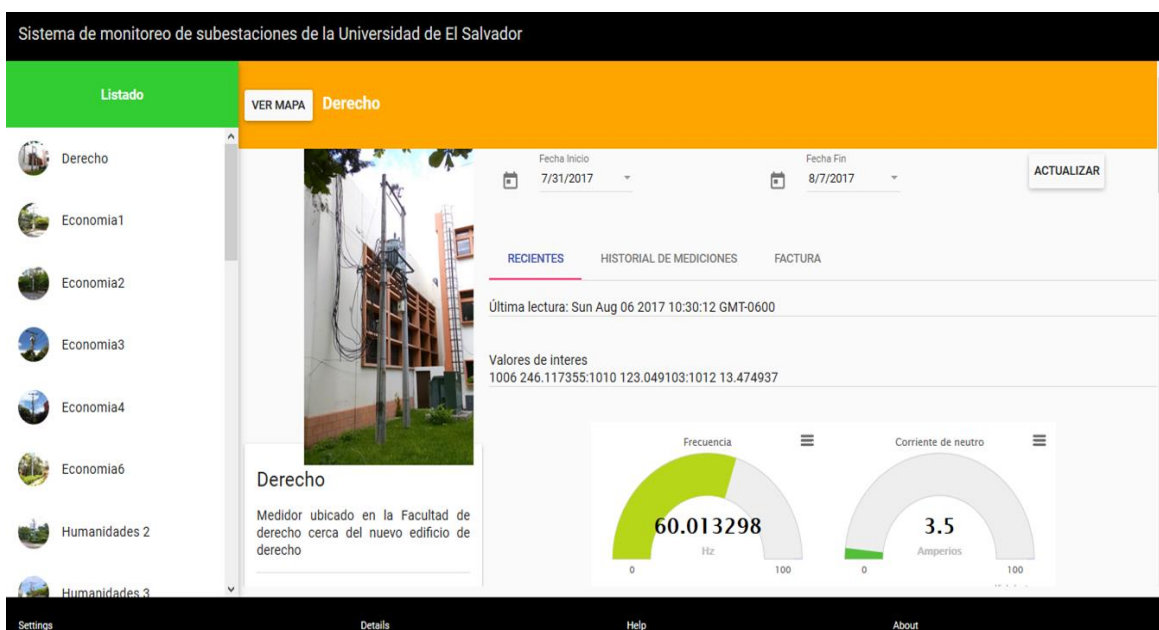 Sistema de monitoreo de subestaciones de la Universidad de El Salvador
Listado
VER MAPA Derecho
Derecho
Economia1
Economia2
Economia3
Economia4
Economia6
Humanidades 2
Humanidades 3
Fecha Inicio
7/31/2017
Fecha Fin
8/7/2017
ACTUALIZAR
RECIENTES HISTORIAL DE MEDICIONES FACTURA
Última lectura: Sun Aug 06 2017 10:30:12 GMT-0600
Valores de interes
1006 246.117355:1010 123.049103:1012 13.474937
Derecho
Medidor ubicado en la Facultad de
derecho cerca del nuevo edificio de
derecho
Frecuencia
60.013298
Hz
0 100
Corriente de neutro
3.5
Amperios
0 100
Settings Details Help About